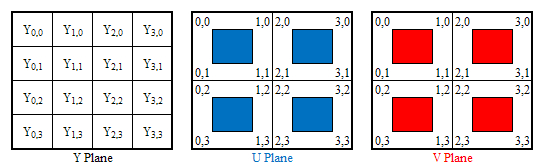 Y0,0 Y1,0 Y2,0 Y3,0
Y0,1 Y1,1 Y2,1 Y3,1
Y0,2 Y1,2 Y2,2 Y3,2
Y0,3 Y1,3 Y2,3 Y3,3
Y Plane
0,0 1,0 2,0 3,0
0,1 1,1 2,1 3,1
0,2 1,2 2,2 3,2
0,3 1,3 2,3 3,3
U Plane
0,0 1,0 2,0 3,0
0,1 1,1 2,1 3,1
0,2 1,2 2,2 3,2
0,3 1,3 2,3 3,3
V Plane